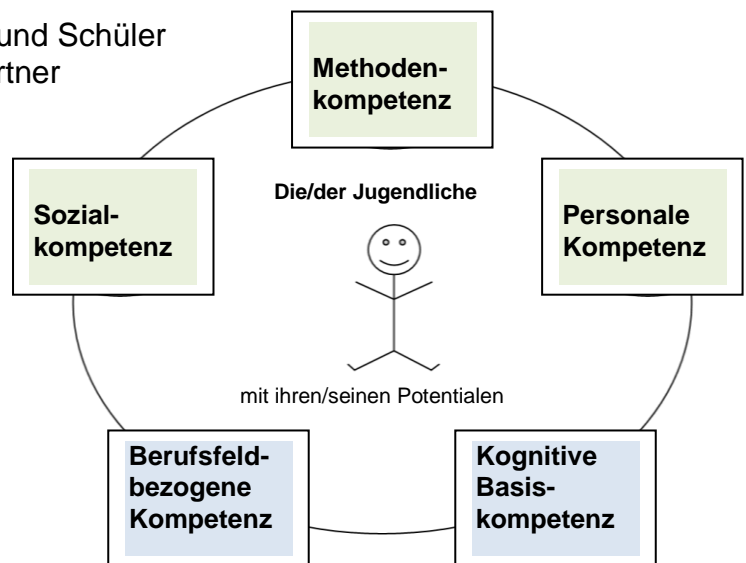 und Schüler
rtner
Methoden-
kompetenz
Sozial-
kompetenz
Die/der Jugendliche
Personale
Kompetenz
mit ihren/seinen Potentialen
Berufsfeld-
bezogene
Kompetenz
Kognitive
Basis-
kompetenz